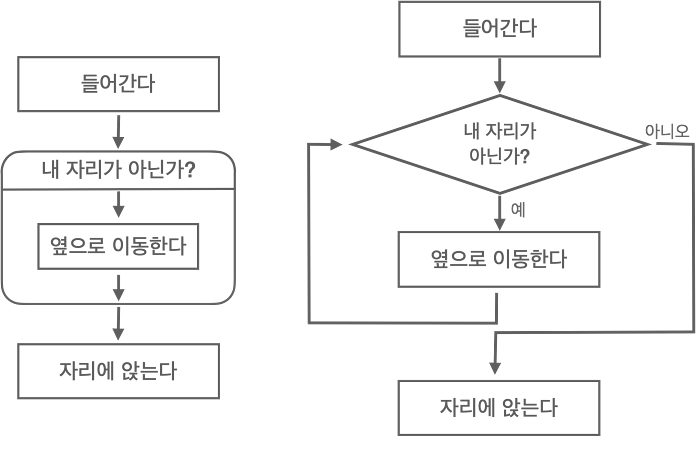 들어간다
내 자리가 아닌가?
옆으로 이동한다
자리에 앉는다
들어간다
내 자리가
아닌가?
아니오
예
옆으로 이동한다
자리에 앉는다